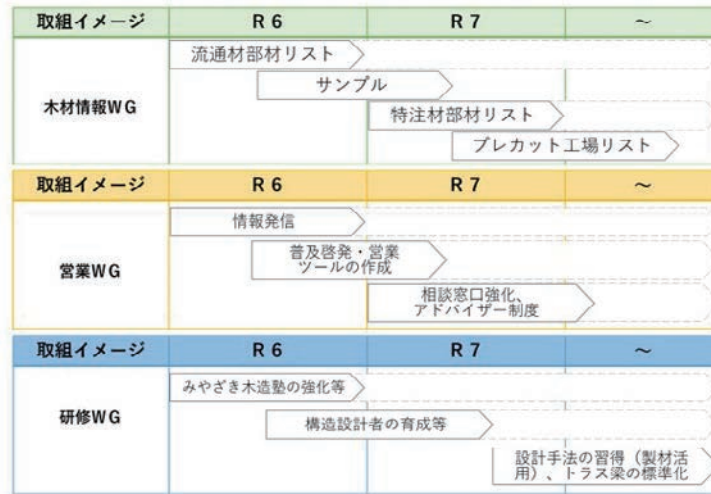 取組イメージ R 6 R 7 ～
木材情報WG
流通材部材リスト
サンプル
特注材部材リスト
プレカット工場リスト
取組イメージ R 6 R 7 ～
営業WG
情報発信
普及啓発・営業
ツールの作成
相談窓口強化、
アドバイザー制度
取組イメージ R 6 R 7 ～
研修WG
みやざき木造塾の強化等
構造設計者の育成等
設計手法の習得（製材活
用）、トラス梁の標準化